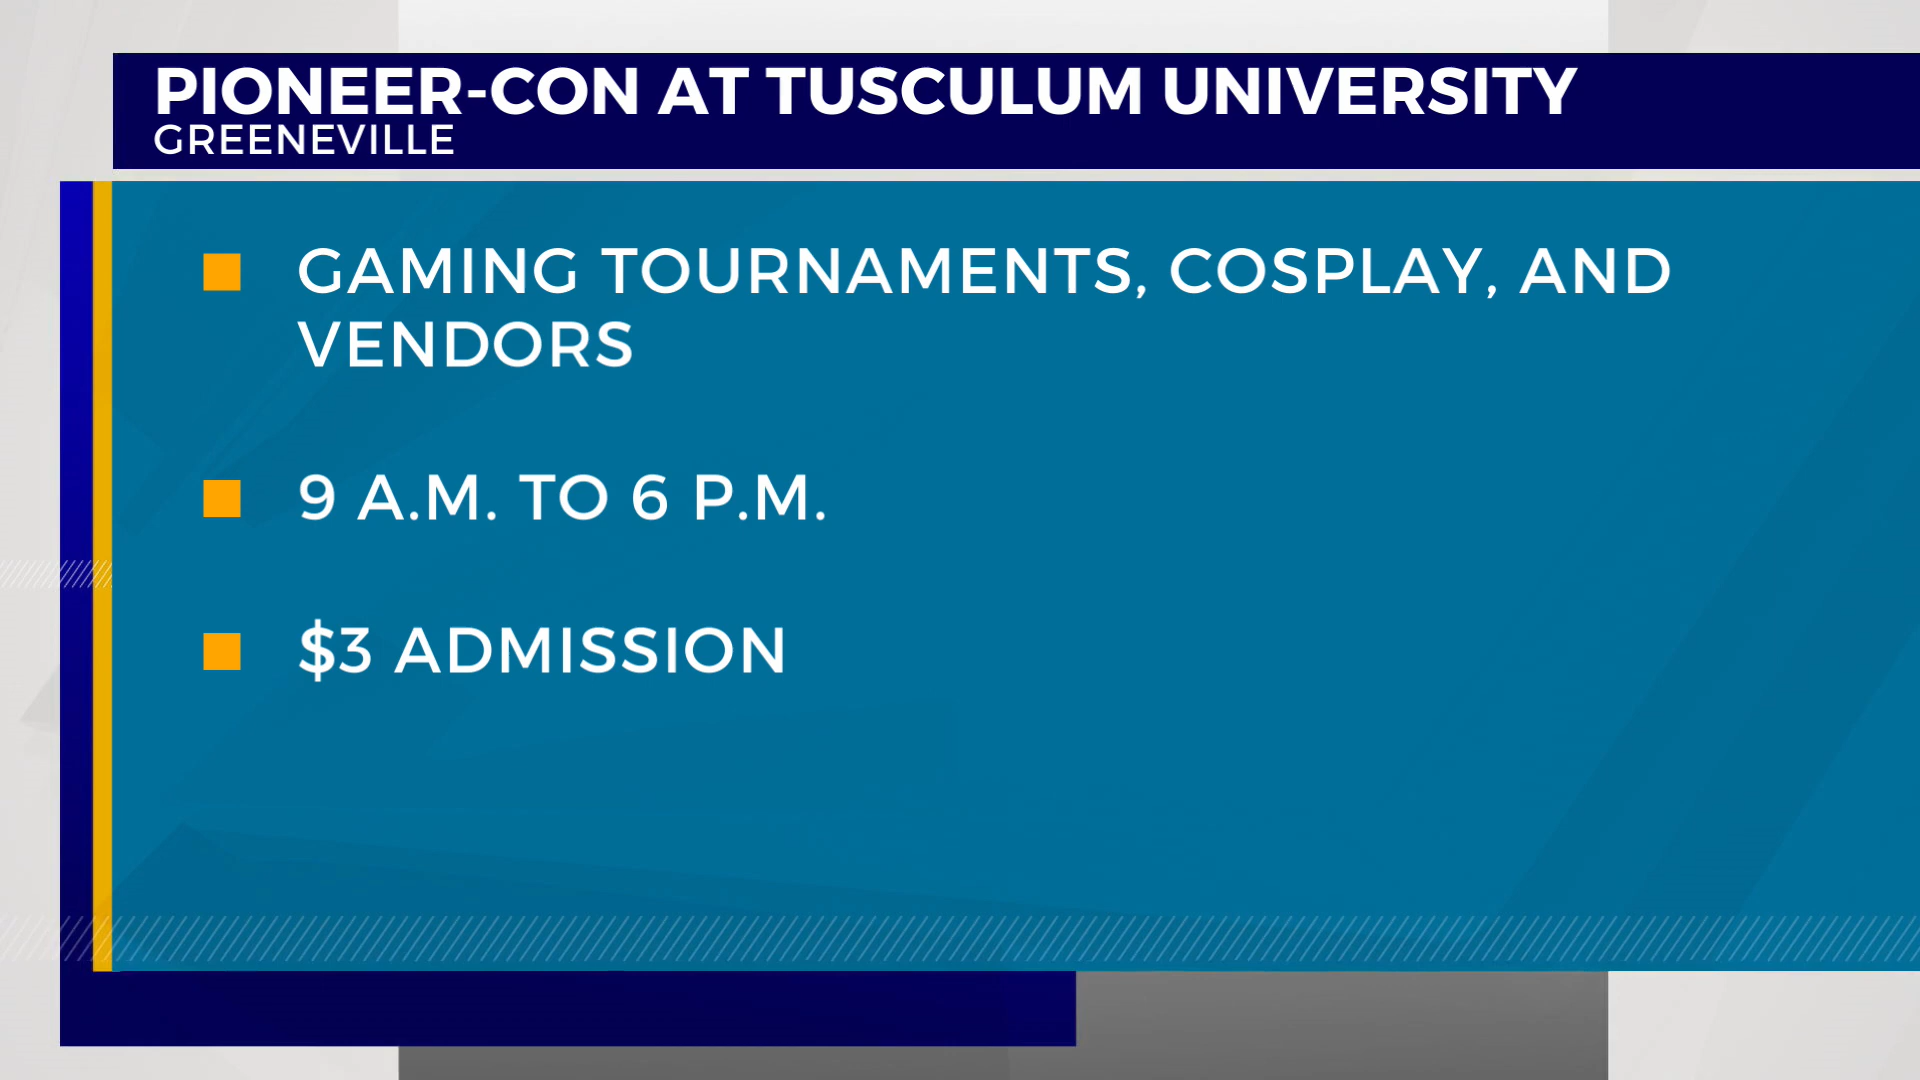 PIONEER-CON AT TUSCULUM UNIVERSITY
GREENEVILLE
GAMING TOURNAMENTS, COSPLAY, AND
VENDORS
9 A.M. TO 6 P.M.
$3 ADMISSION